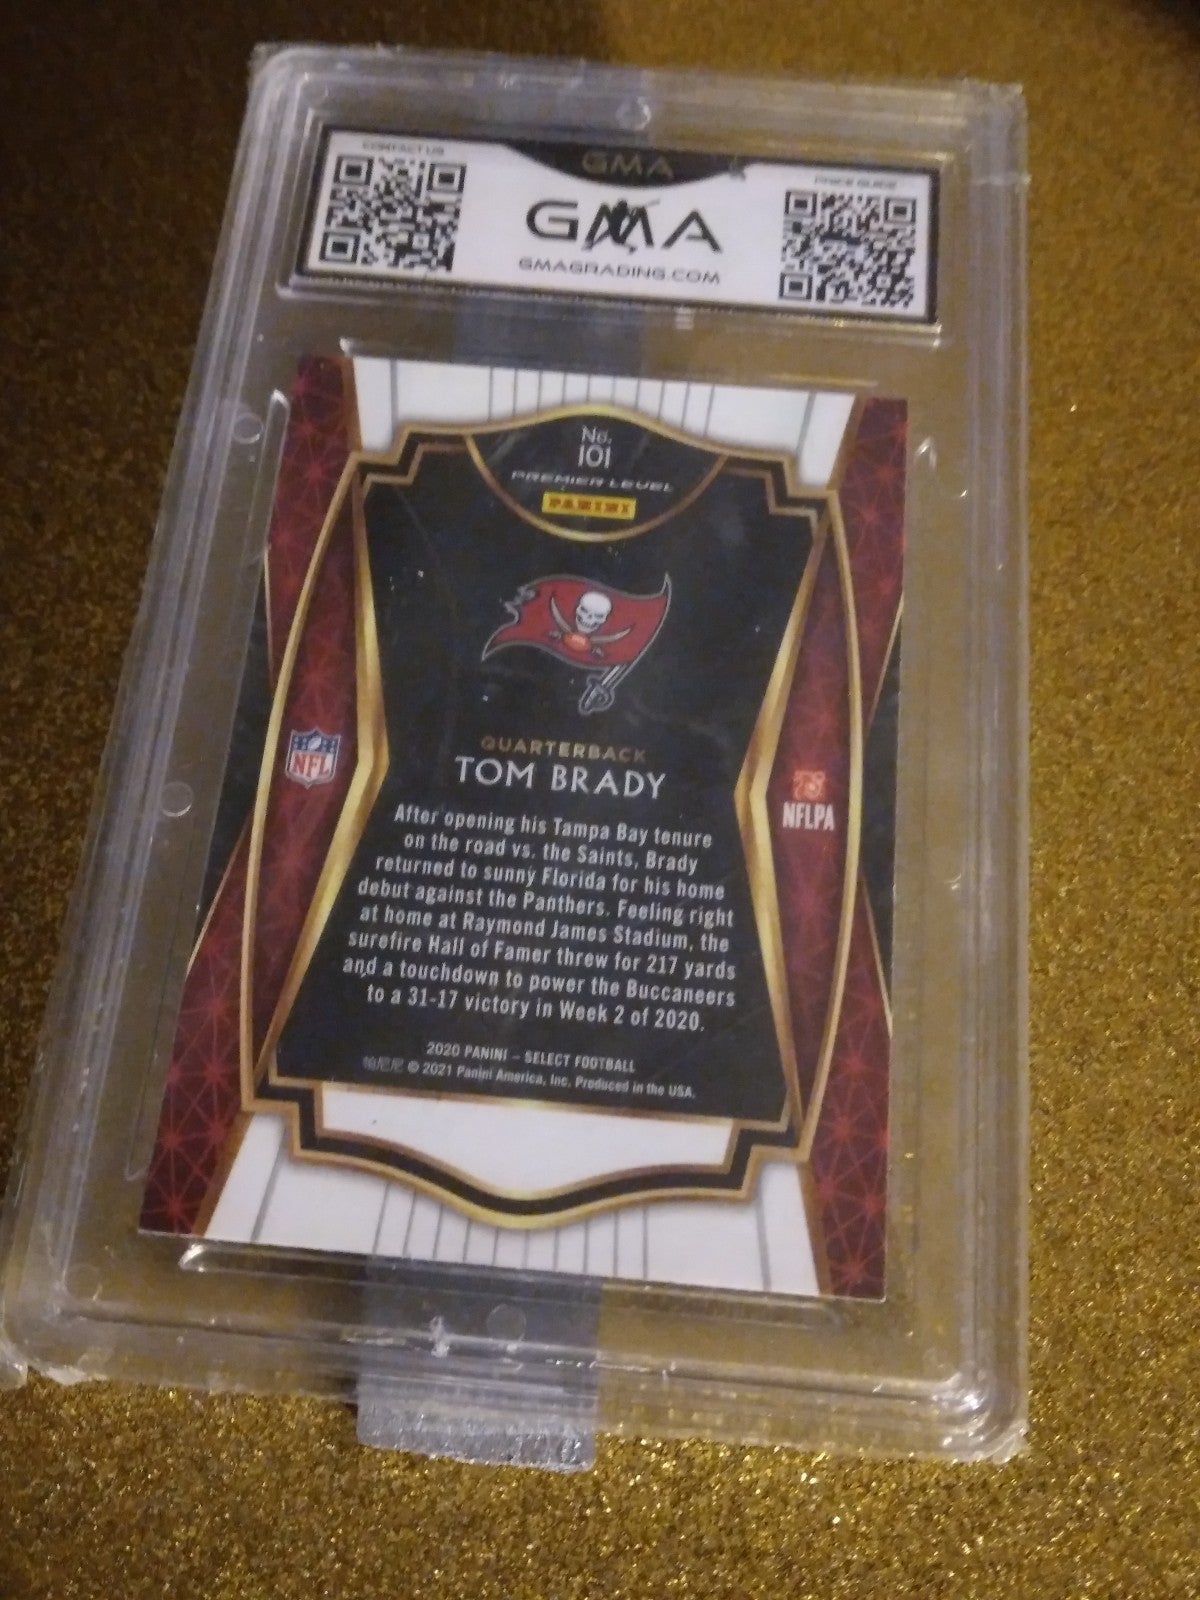 CONTACT US
GMA
PRICE GUIDE
GMA
GMAGRADING.COM
No.
101
PREMIER LEVEL
PANINI
QUARTERBACK
TOM BRADY
NFL
NFLPA
After opening his Tampa Bay tenure
on the road vs. the Saints, Brady
returned to sunny Florida for his home
debut against the Panthers. Feeling right
at home at Raymond James Stadium, the
surefire Hall of Famer threw for 217 yards
and a touchdown to power the Buccaneers
to a 31-17 victory in Week 2 of 2020.
2020 PANINI – SELECT FOOTBALL
帕尼尼 © 2021 Panini America, Inc. Produced in the USA.